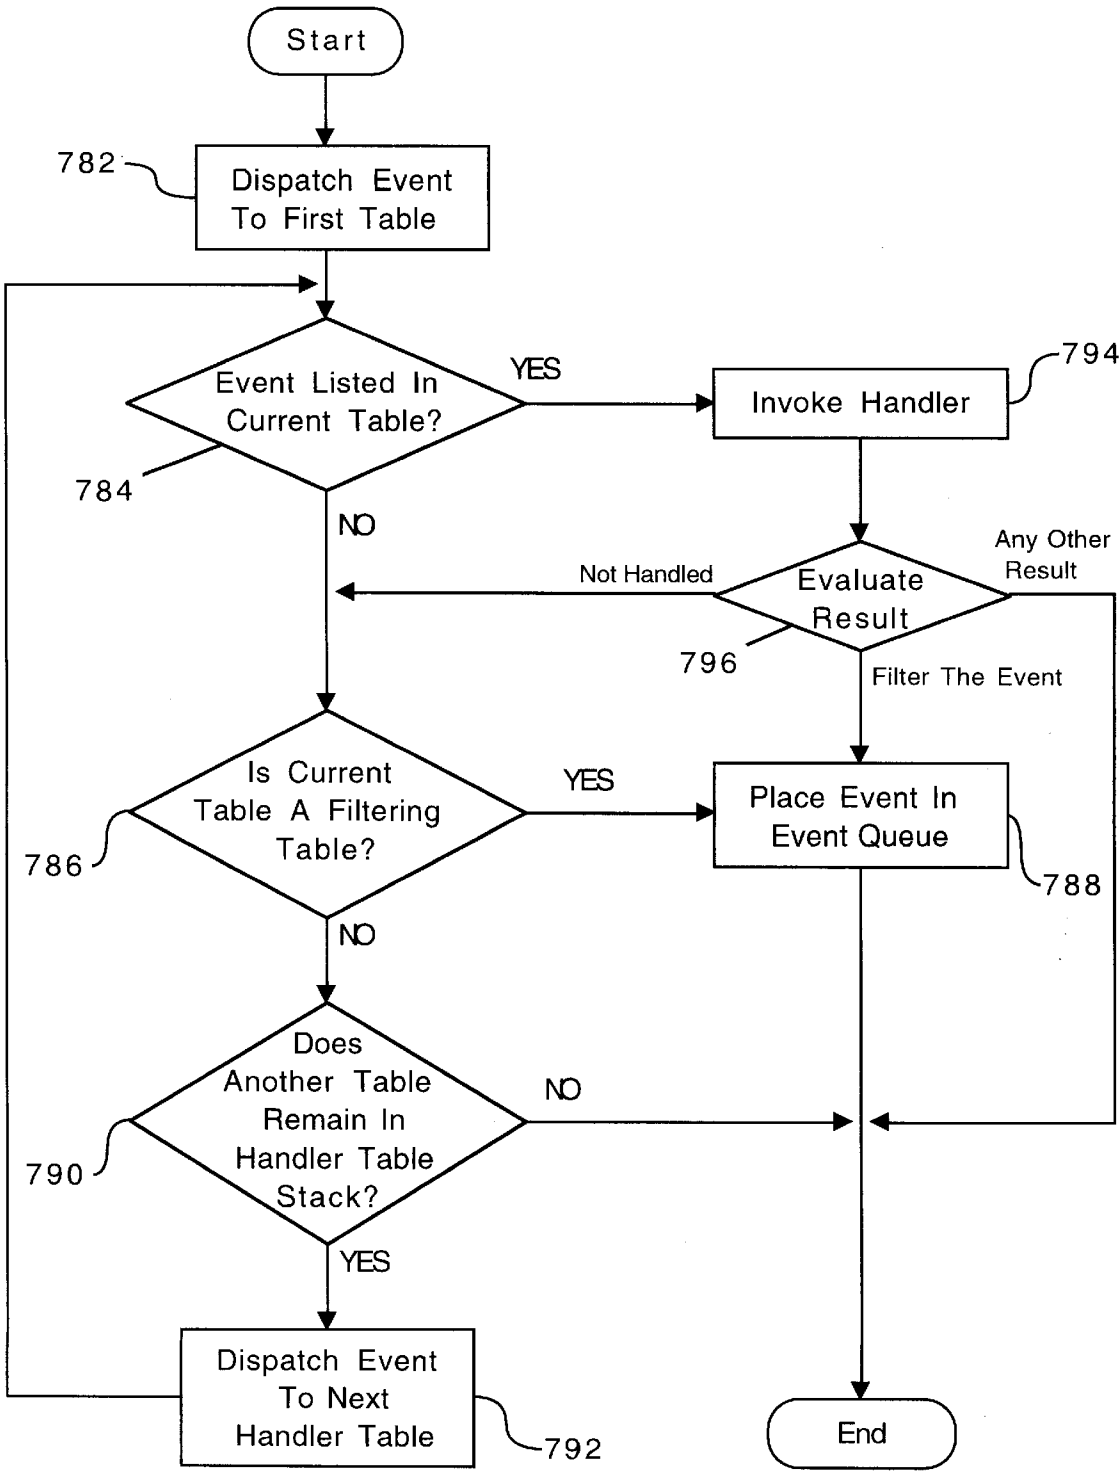 Start
782
Dispatch Event
To First Table
Event Listed In
Current Table?
784
YES
794
Invoke Handler
NO
Not Handled
Evaluate
Result
Any Other
Result
796
Filter The Event
Is Current
Table A Filtering
Table?
786
YES
Place Event In
Event Queue
788
NO
Does
Another Table
Remain In
Handler Table
Stack?
790
NO
YES
Dispatch Event
To Next
Handler Table
792
End